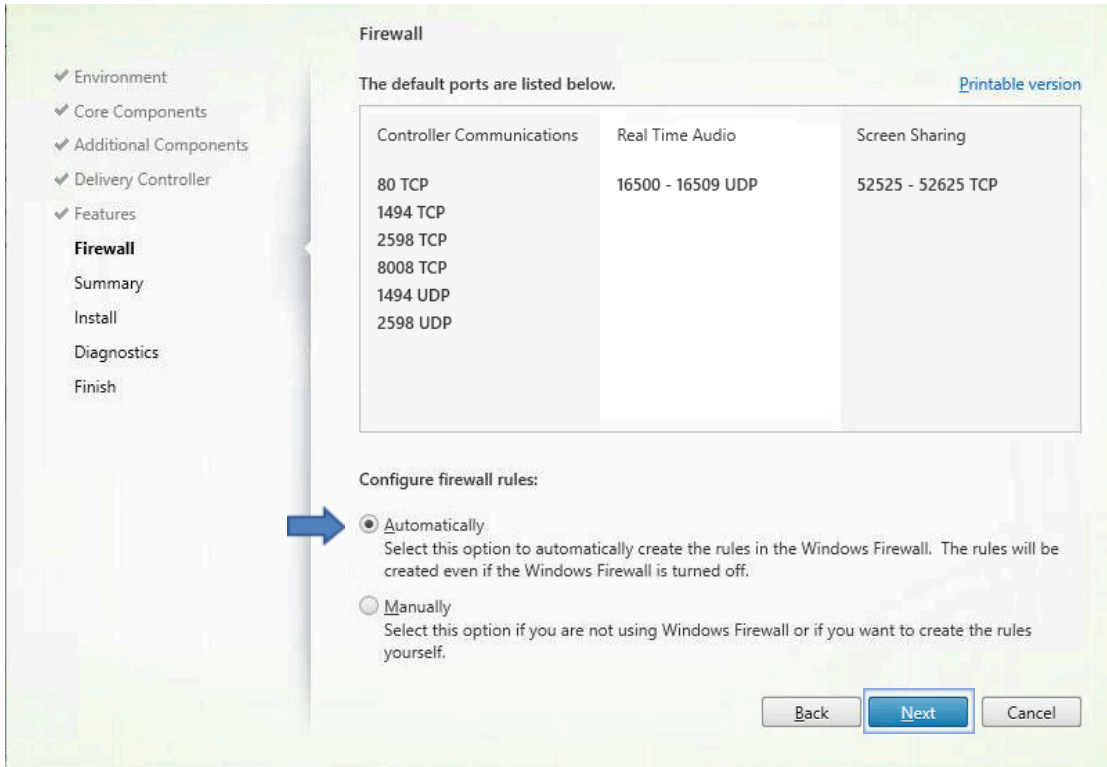 Firewall
Environment
Core Components
Additional Components
Delivery Controller
Features
Firewall
Summary
Install
Diagnostics
Finish
The default ports are listed below.
Printable version
Controller Communications
80 TCP
1494 TCP
2598 TCP
8008 TCP
1494 UDP
2598 UDP
Real Time Audio
16500 - 16509 UDP
Screen Sharing
52525 - 52625 TCP
Configure firewall rules:
Automatically
Select this option to automatically create the rules in the Windows Firewall. The rules will be
created even if the Windows Firewall is turned off.
Manually
Select this option if you are not using Windows Firewall or if you want to create the rules
yourself.
Back
Next
Cancel